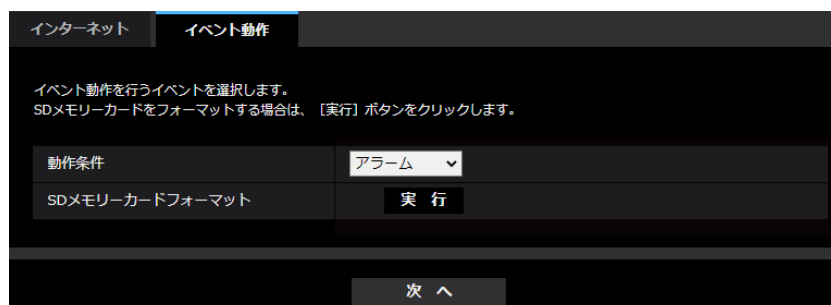 インターネット
イベント動作
イベント動作を行うイベントを選択します。
SDメモリーカードをフォーマットする場合は、［実行］ボタンをクリックします。
動作条件
アラーム
SDメモリーカードフォーマット
実 行
次 へ